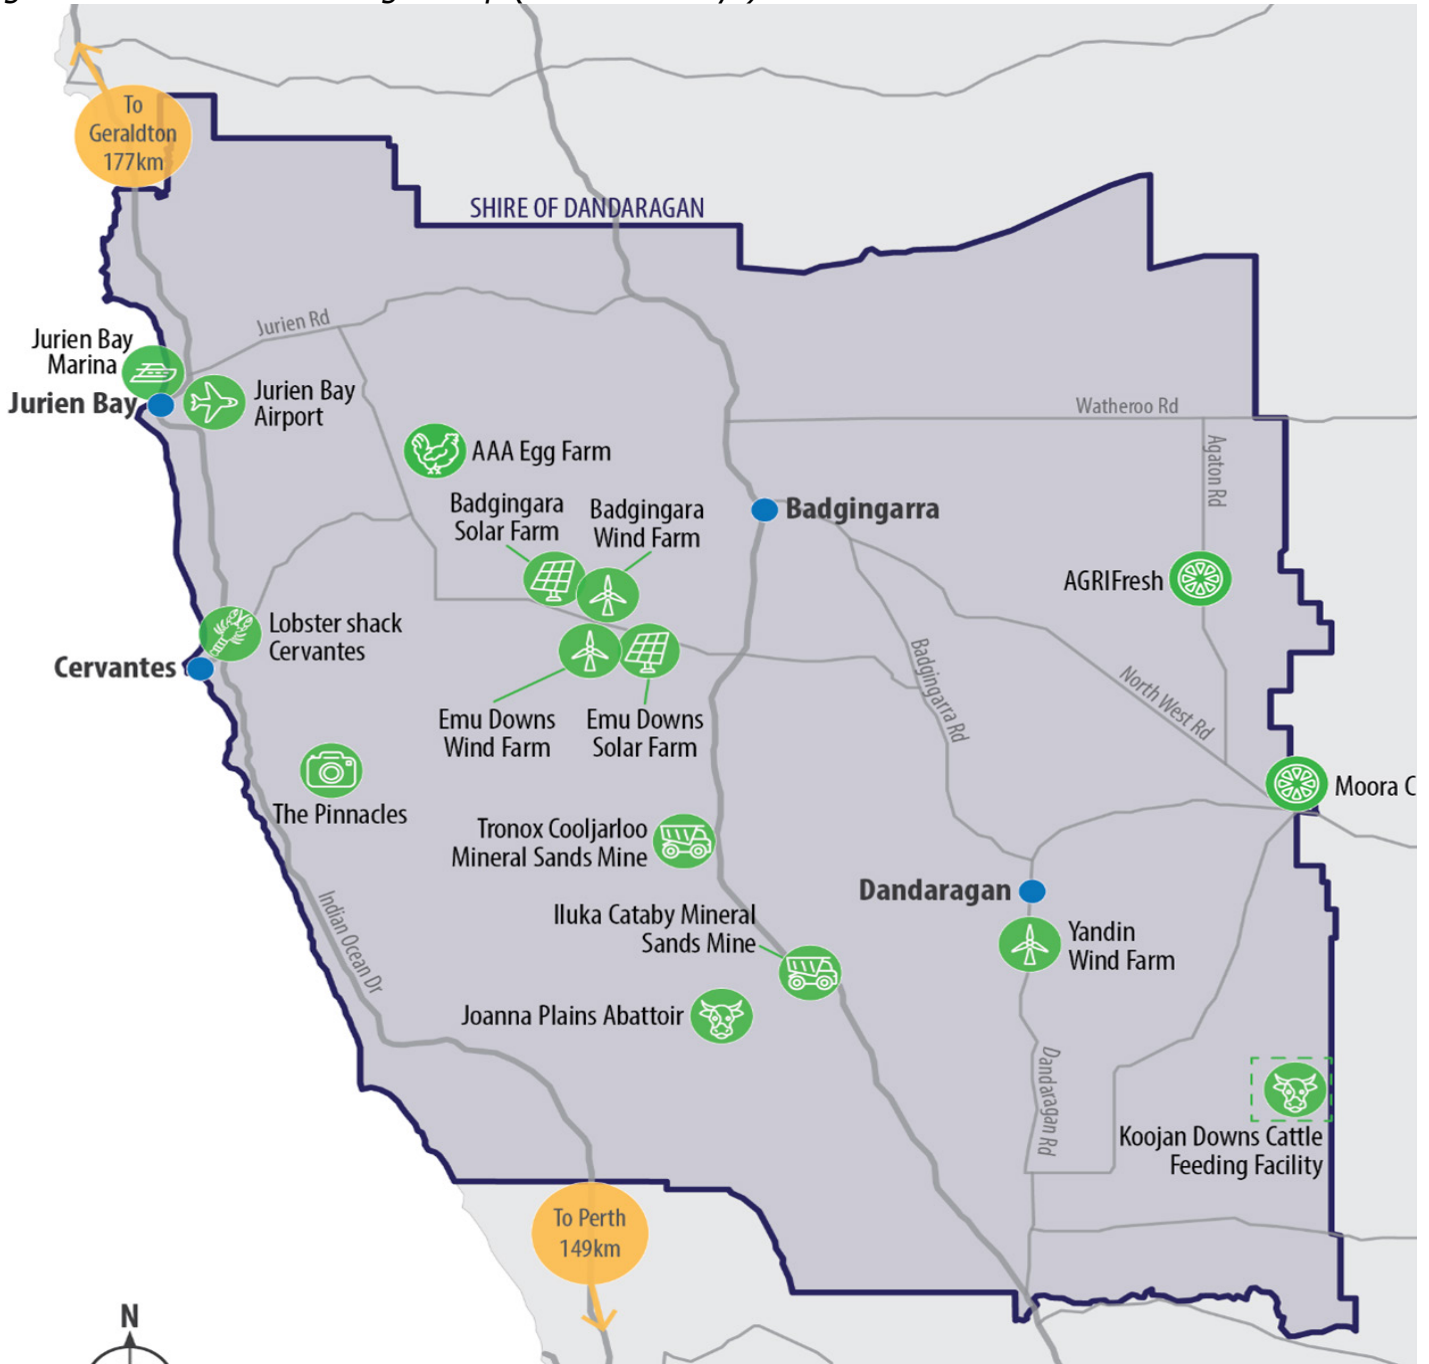 To
Geraldton
177km
SHIRE OF DANDARAGAN
Jurien Rd
Jurien Bay
Marina
Jurien Bay
Jurien Bay
Airport
Watheroo Rd
Agaton Rd
AAA Egg Farm
Badgingara
Solar Farm
Badgingara
Wind Farm
Badgingarra
AGRIFresh
Lobster shack
Cervantes
Cervantes
Badgingarra Rd
North West Rd
Emu Downs
Wind Farm
Emu Downs
Solar Farm
Moora C
The Pinnacles
Tronox Cooljarloo
Mineral Sands Mine
Dandaragan
Indian Ocean Dr
Iluka Cataby Mineral
Sands Mine
Yandin
Wind Farm
Joanna Plains Abattoir
Dandaragan Rd
Koojan Downs Cattle
Feeding Facility
To Perth
149km
N